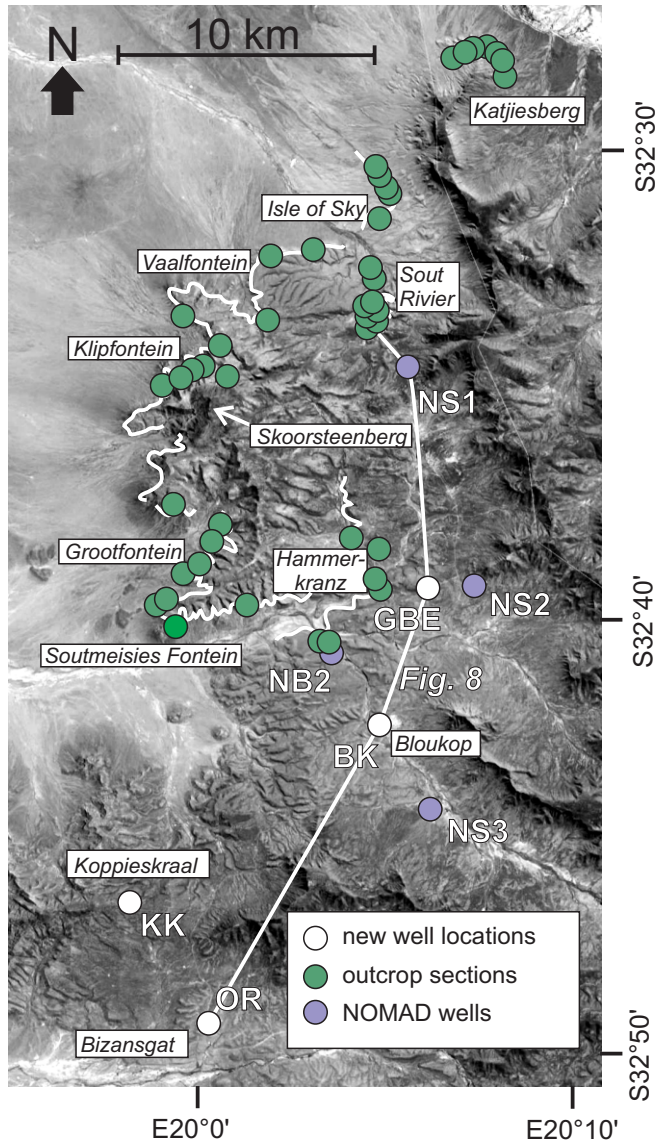 N
10 km
Katjiesberg
S32°30'
Isle of Sky
Vaalfontein
Sout
Rivier
Klipfontein
NS1
Skoorsteenberg
Grootfontein
Hammer-
kranz
NS2
GBE
S32°40'
Soutmeisies Fontein
NB2
Fig. 8
BK
Bloukop
NS3
Koppieskraal
KK
new well locations
outcrop sections
NOMAD wells
OR
Bizansgat
S32°50'
E20°0'
E20°10'